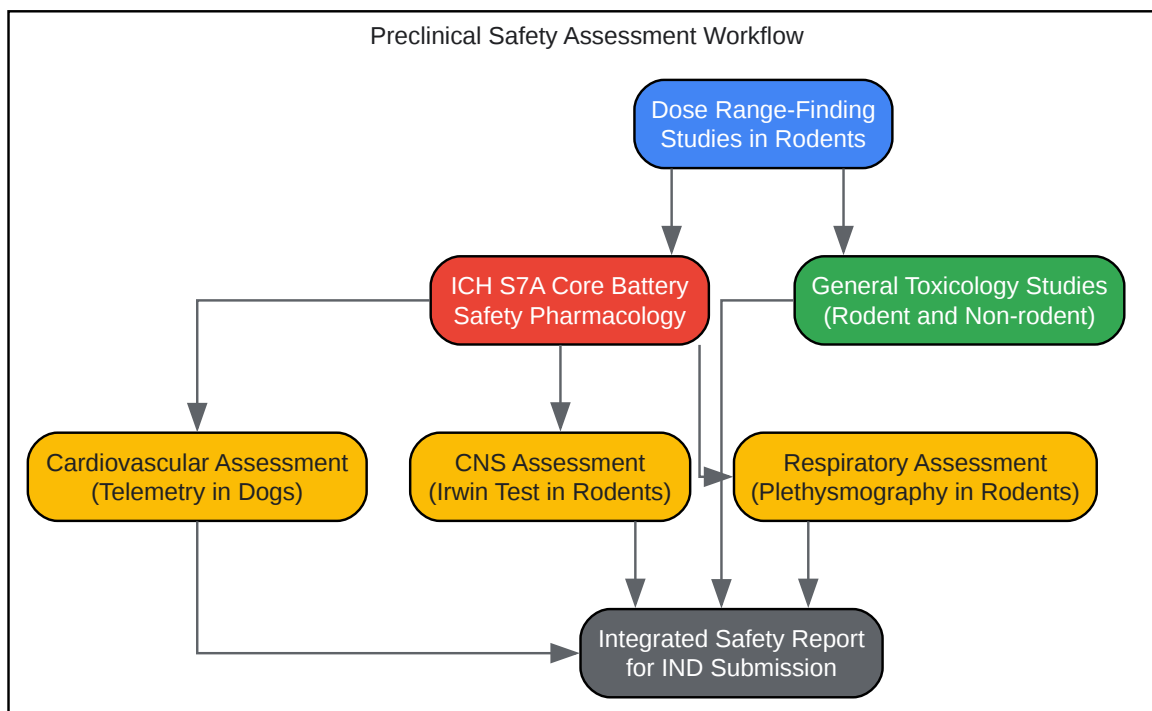 Preclinical Safety Assessment Workflow
Dose Range-Finding
Studies in Rodents
ICH S7A Core Battery
Safety Pharmacology
General Toxicology Studies
(Rodent and Non-rodent)
Cardiovascular Assessment
(Telemetry in Dogs)
CNS Assessment
(Irwin Test in Rodents)
Respiratory Assessment
(Plethysmography in Rodents)
Integrated Safety Report
for IND Submission